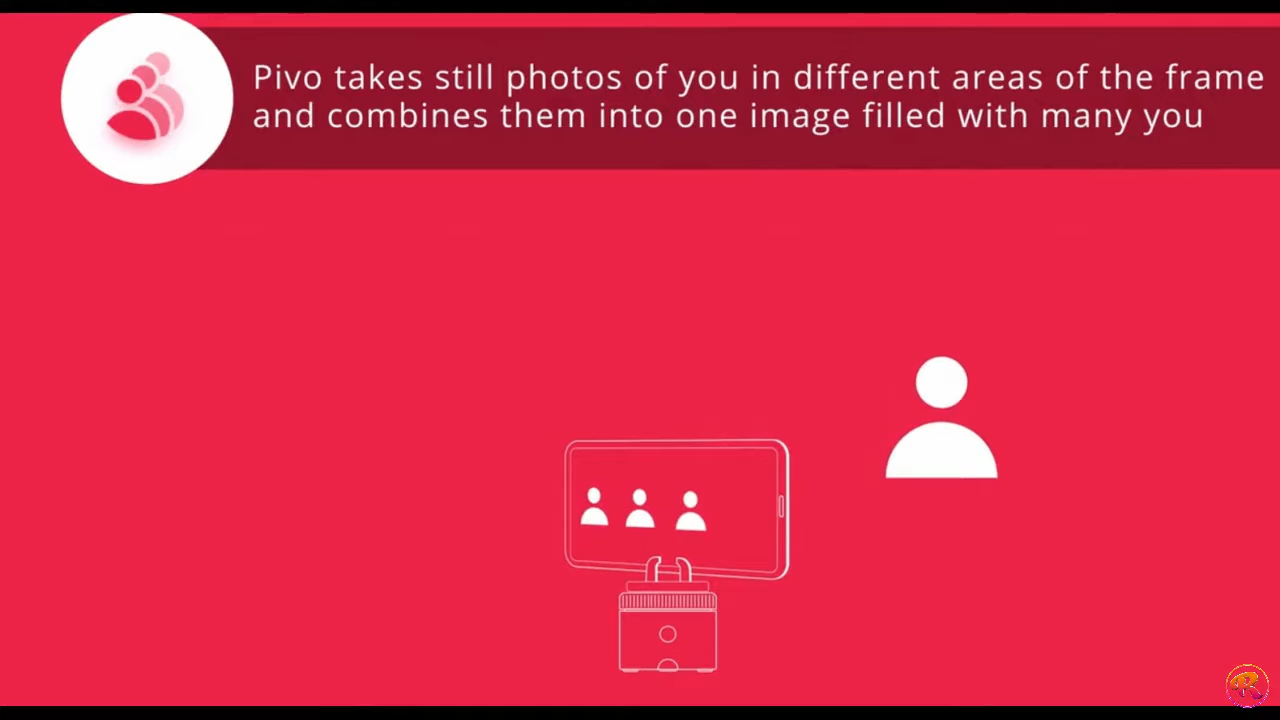 Pivo takes still photos of you in different areas of the frame
and combines them into one image filled with many you
R